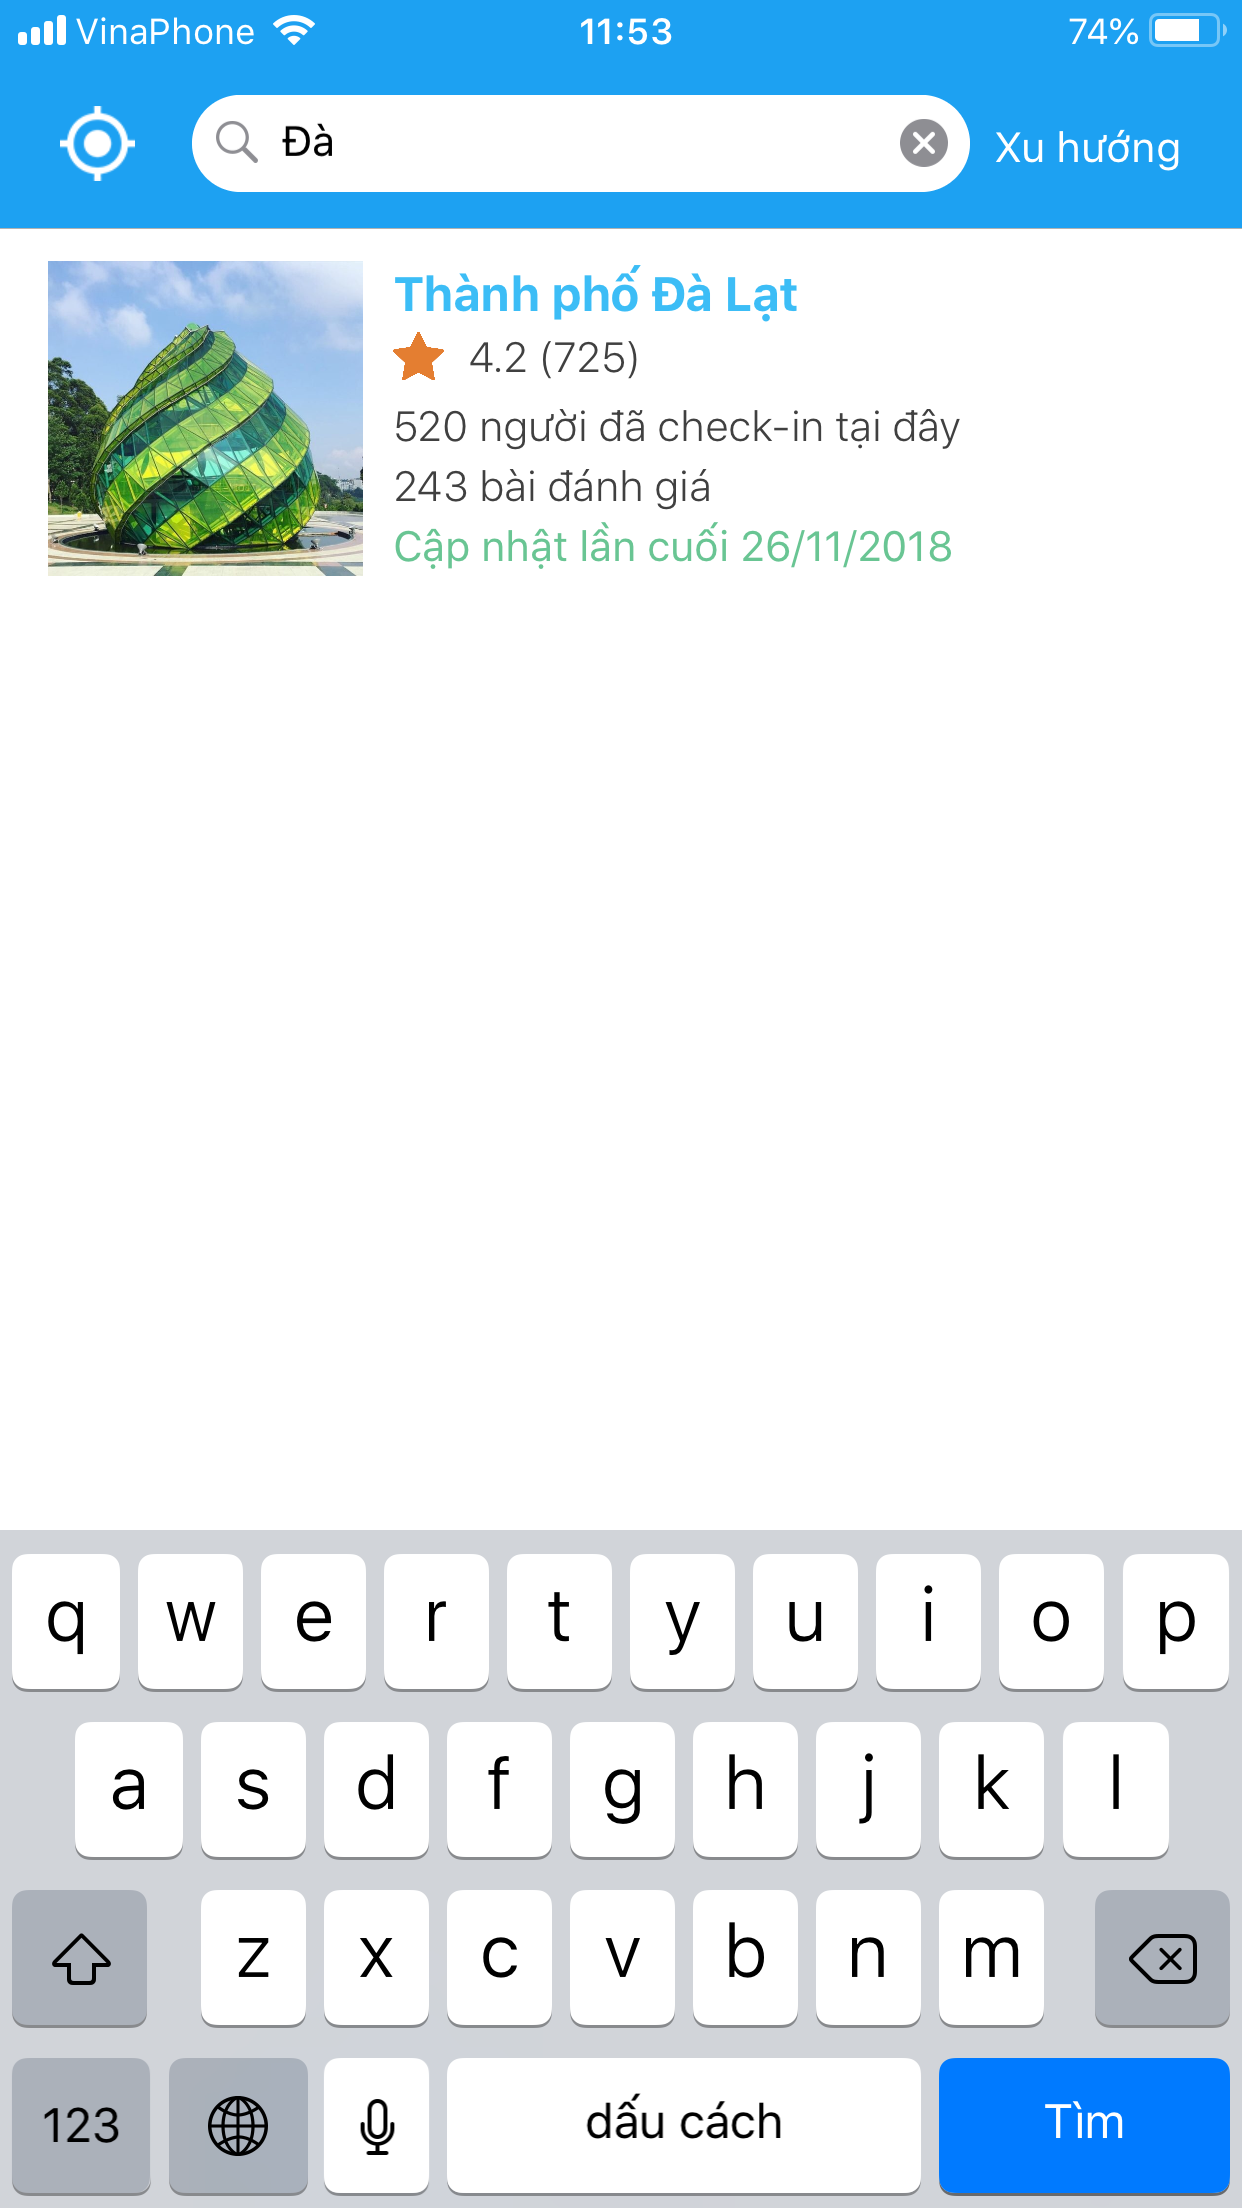 VinaPhone 11:53 74%
Đà
Xu hướng
Thành phố Đà Lạt
4.2 (725)
520 người đã check-in tại đây
243 bài đánh giá
Cập nhật lần cuối 26/11/2018
q w e r t y u i o p
a s d f g h j k l
z x c v b n m
123 dấu cách Tìm